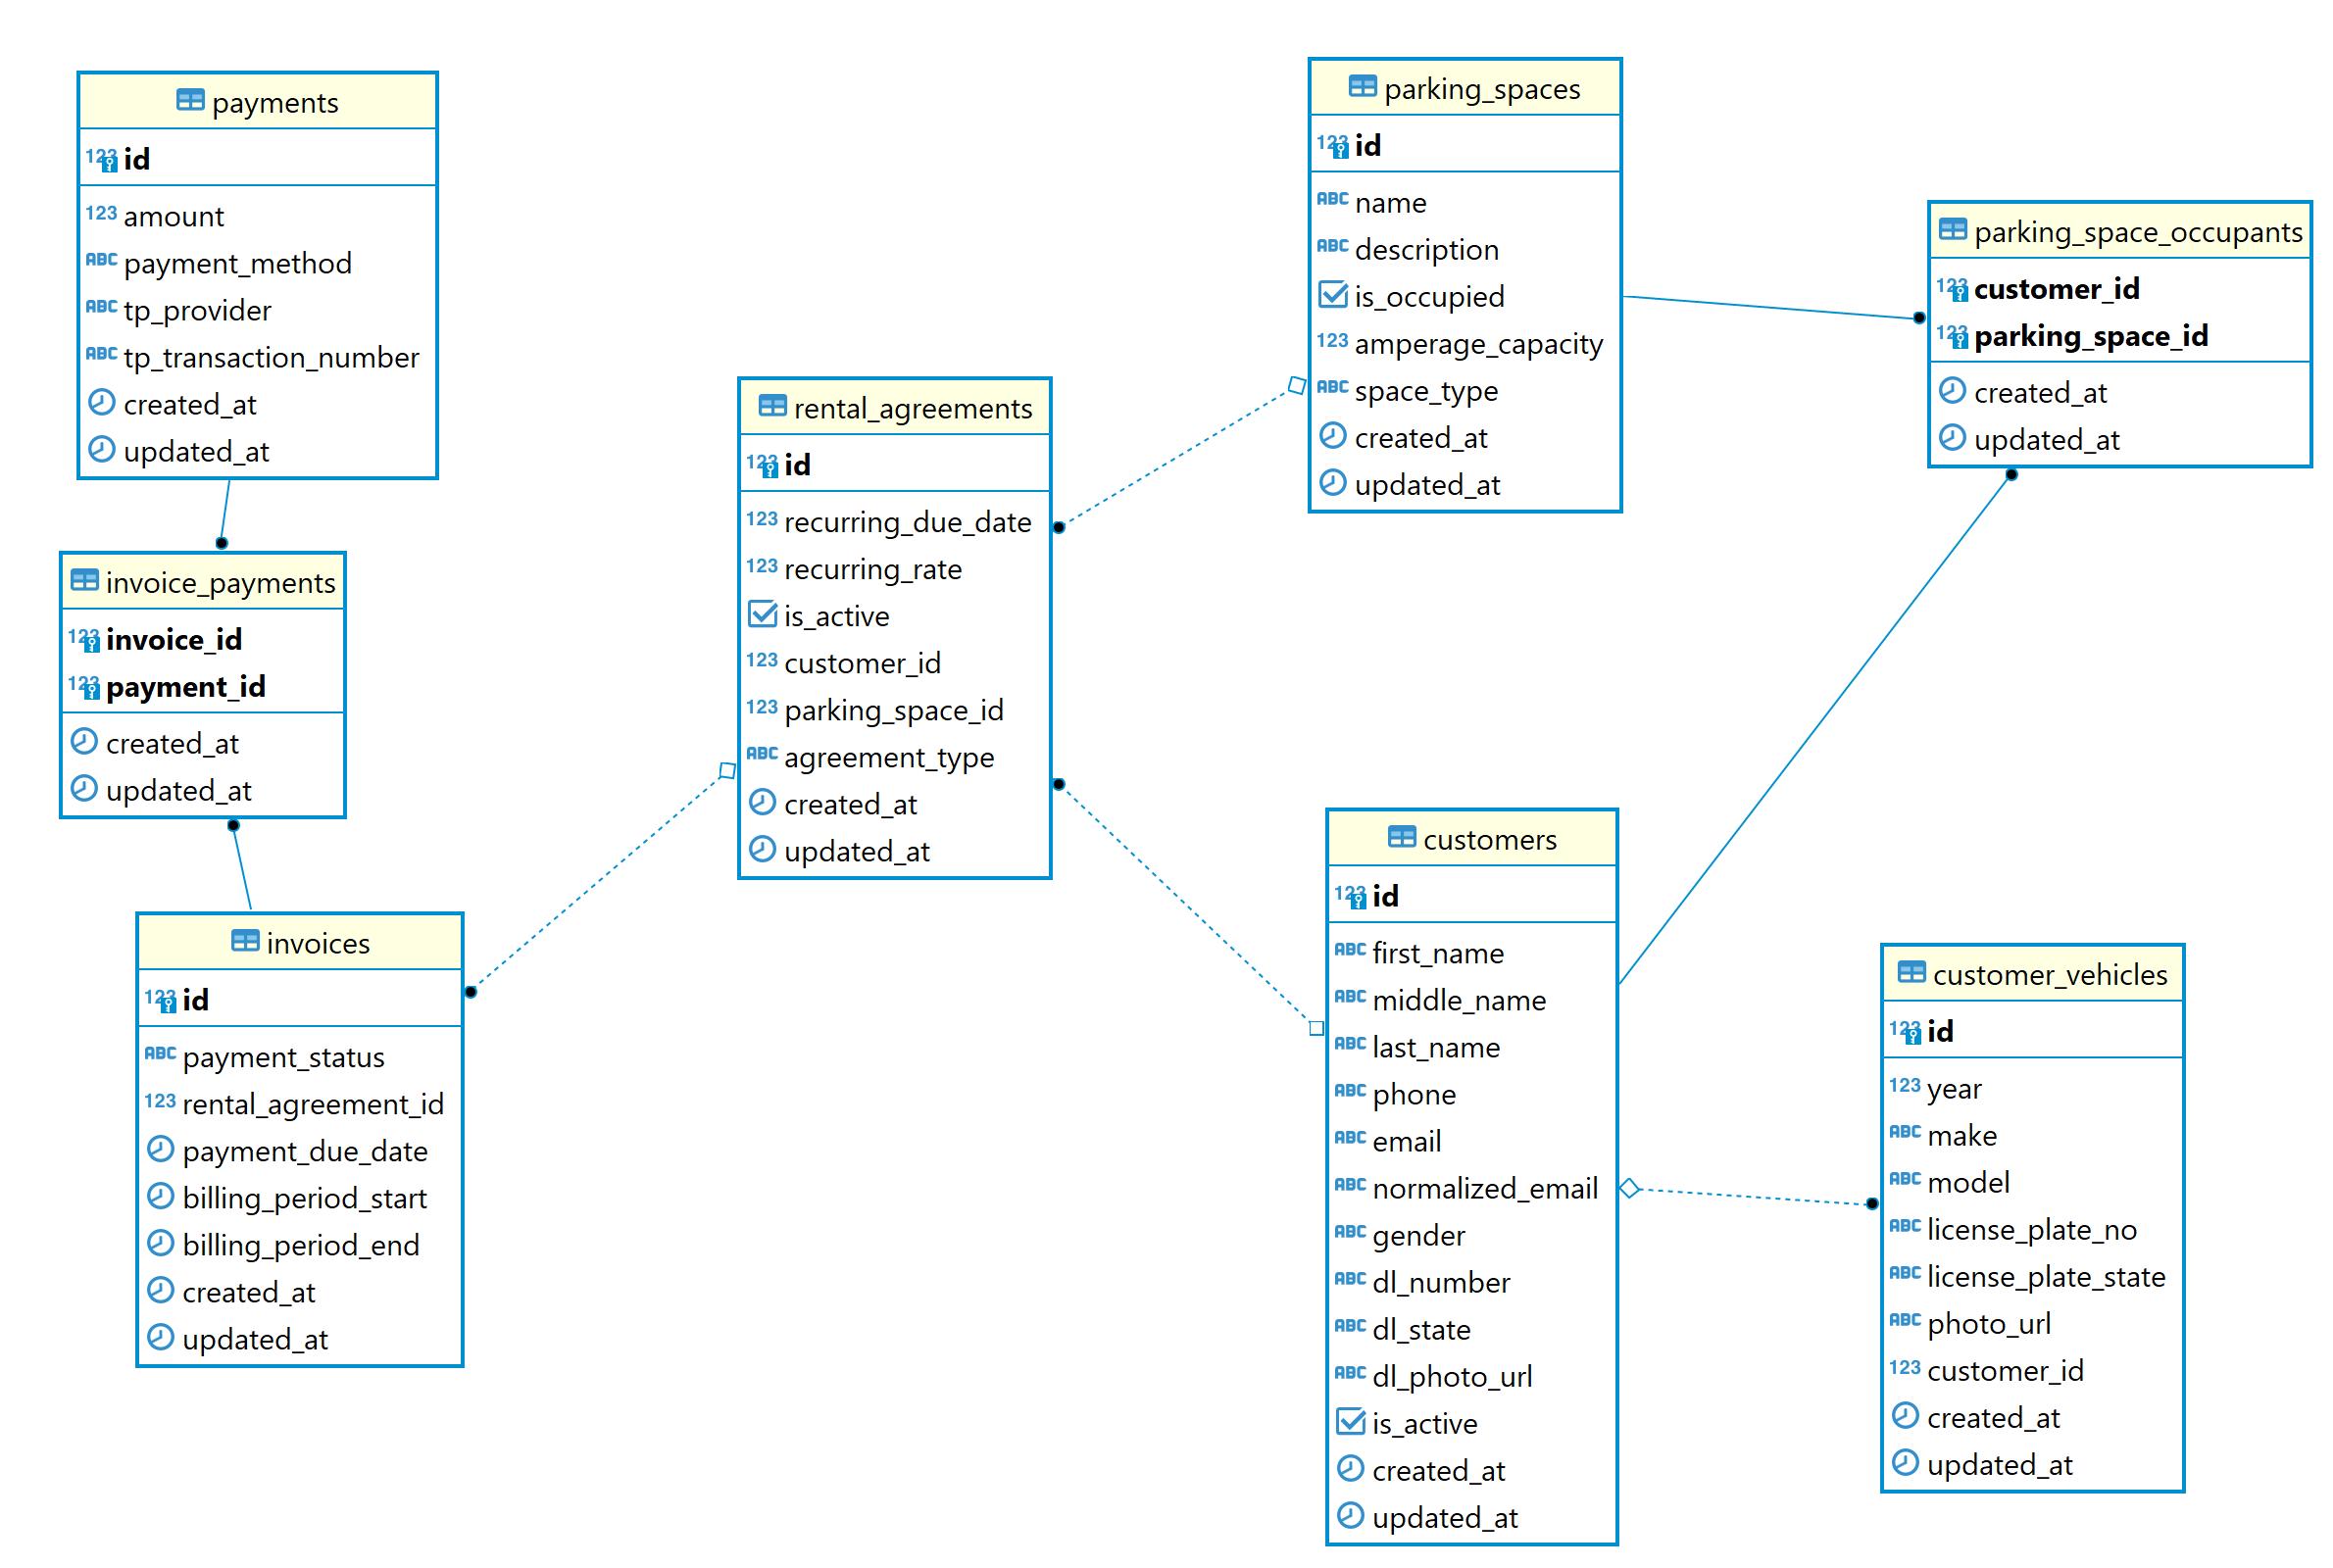 payments
123 id
123 amount
ABC payment_method
ABC tp_provider
ABC tp_transaction_number
created_at
updated_at
invoice_payments
123 invoice_id
123 payment_id
created_at
updated_at
invoices
123 id
ABC payment_status
123 rental_agreement_id
payment_due_date
billing_period_start
billing_period_end
created_at
updated_at
rental_agreements
123 id
123 recurring_due_date
123 recurring_rate
is_active
123 customer_id
123 parking_space_id
ABC agreement_type
created_at
updated_at
parking_spaces
123 id
ABC name
ABC description
is_occupied
123 amperage_capacity
ABC space_type
created_at
updated_at
parking_space_occupants
123 customer_id
123 parking_space_id
created_at
updated_at
customers
123 id
ABC first_name
ABC middle_name
ABC last_name
ABC phone
ABC email
ABC normalized_email
ABC gender
ABC dl_number
ABC dl_state
ABC dl_photo_url
is_active
created_at
updated_at
customer_vehicles
123 id
123 year
ABC make
ABC model
ABC license_plate_no
ABC license_plate_state
ABC photo_url
123 customer_id
created_at
updated_at